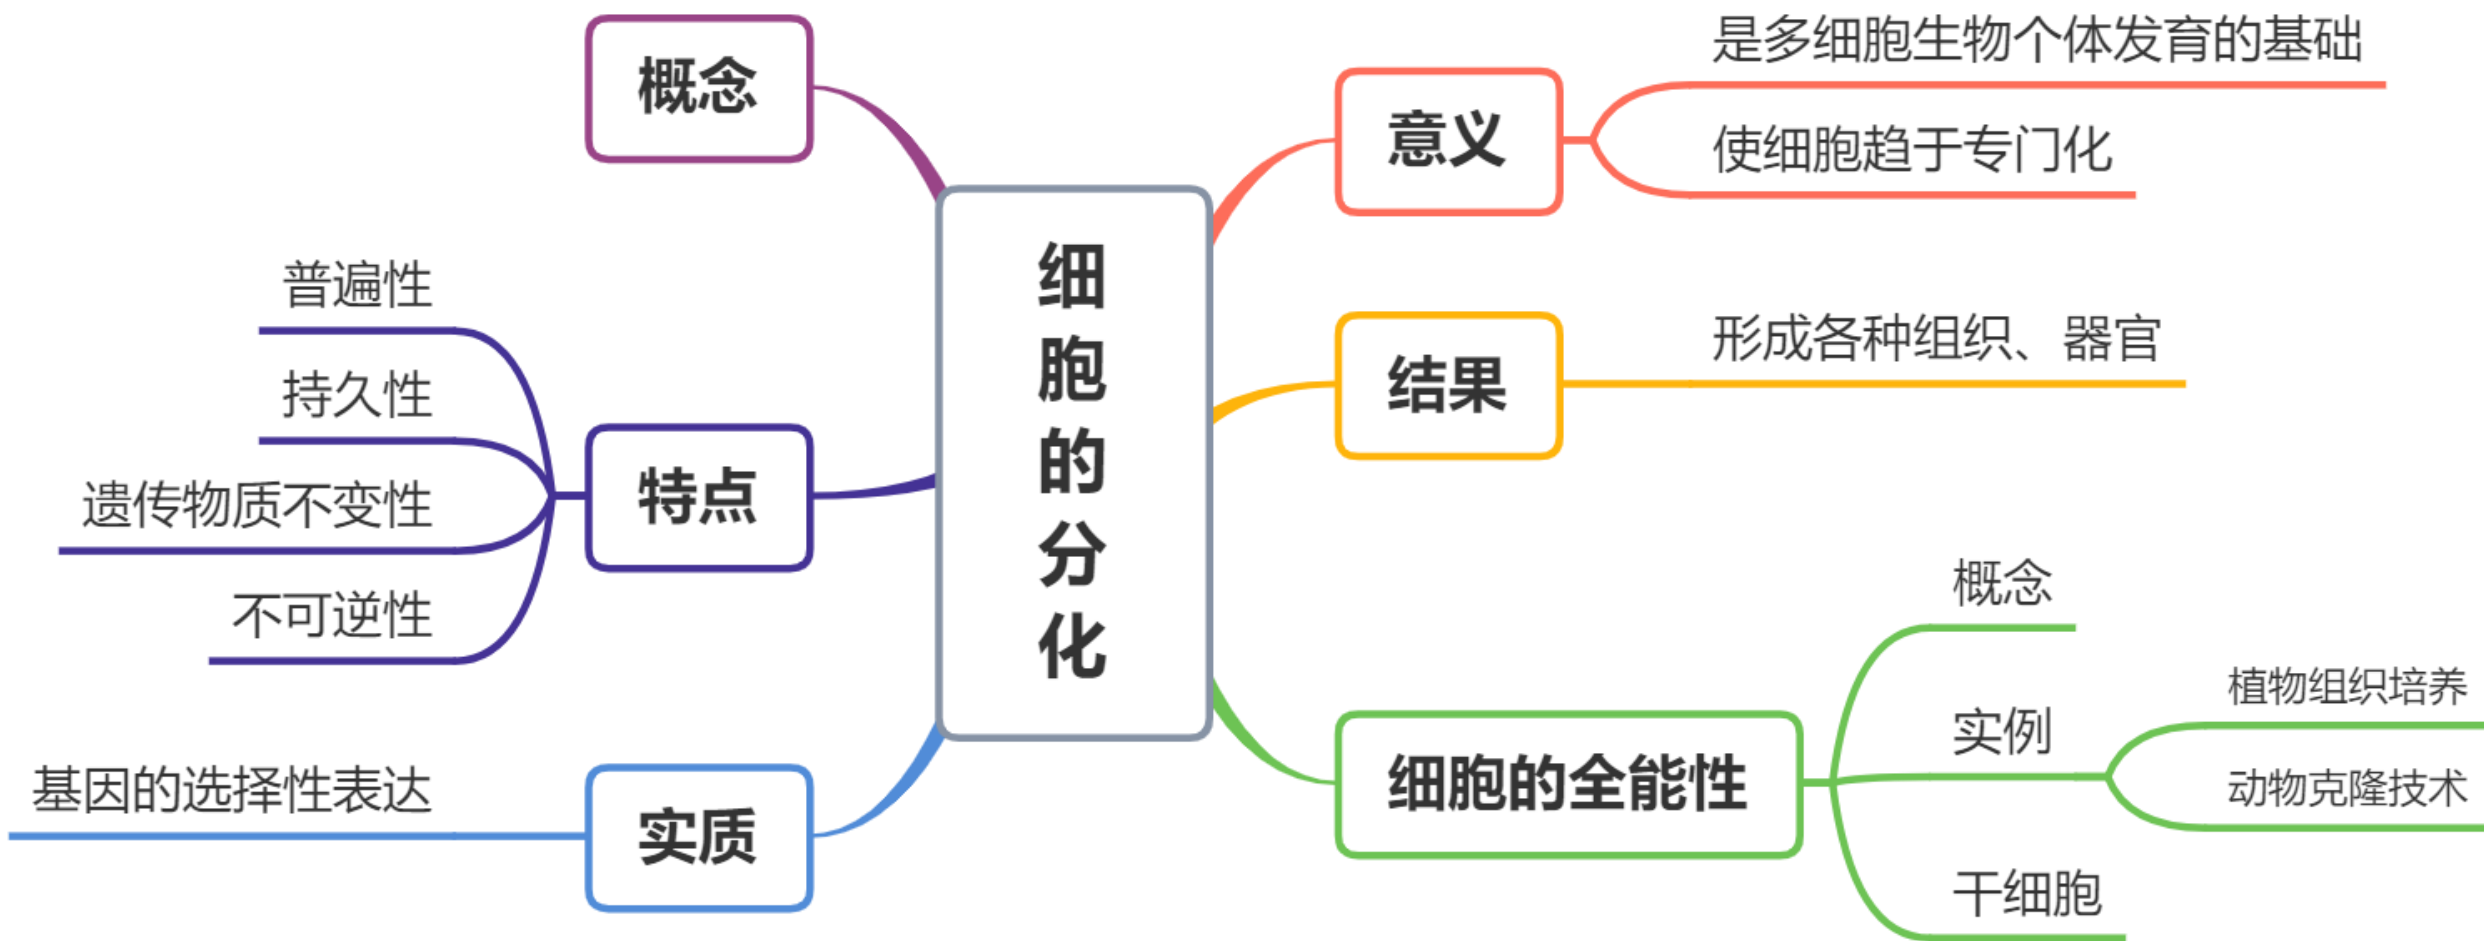 细胞的分化
概念
特点
普遍性
持久性
遗传物质不变性
不可逆性
实质
基因的选择性表达
意义
是多细胞生物个体发育的基础
使细胞趋于专门化
结果
形成各种组织、器官
细胞的全能性
概念
实例
植物组织培养
动物克隆技术
干细胞